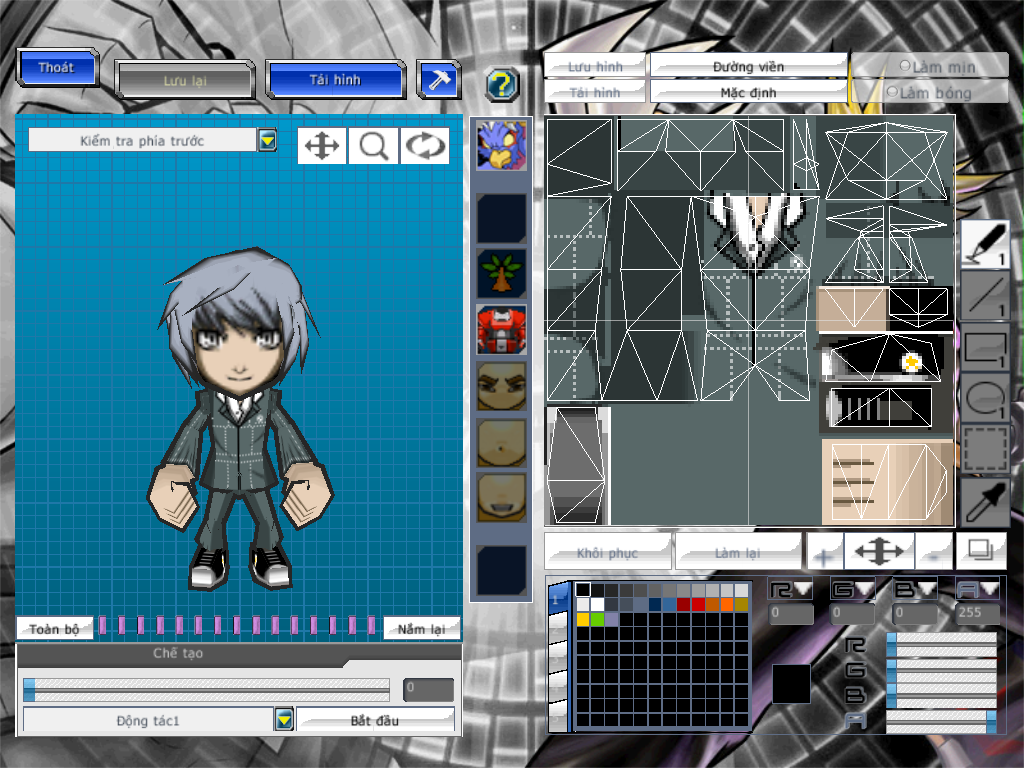 Thoát
Lưu lại
Tải hình
?
Lưu hình
Đường viền
Làm mịn
Tải hình
Mặc định
Làm bóng
Kiểm tra phía trước
1
1
1
1
Khôi phục
Làm lại
+
-
Toàn bộ
Nắm lại
Chế tạo
0
Động tác1
Bắt đầu
1
R
G
B
A
0
0
0
255
R
G
B
A